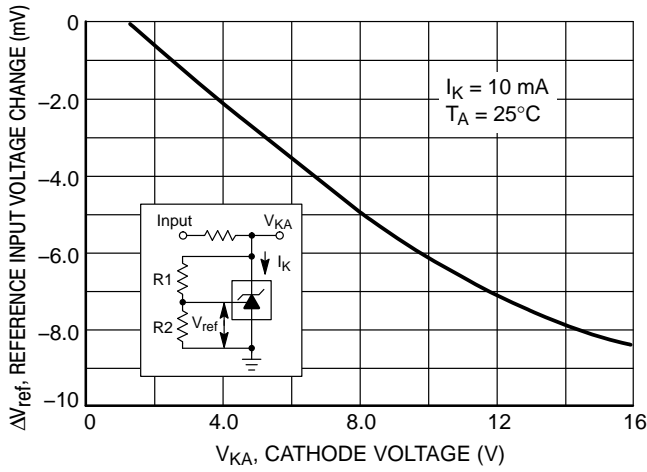 ΔVref, REFERENCE INPUT VOLTAGE CHANGE (mV)
0
−2.0
−4.0
−6.0
−8.0
−10
IK = 10 mA
TA = 25°C
Input
VKA
IK
R1
R2
Vref
0
4.0
8.0
12
16
VKA, CATHODE VOLTAGE (V)